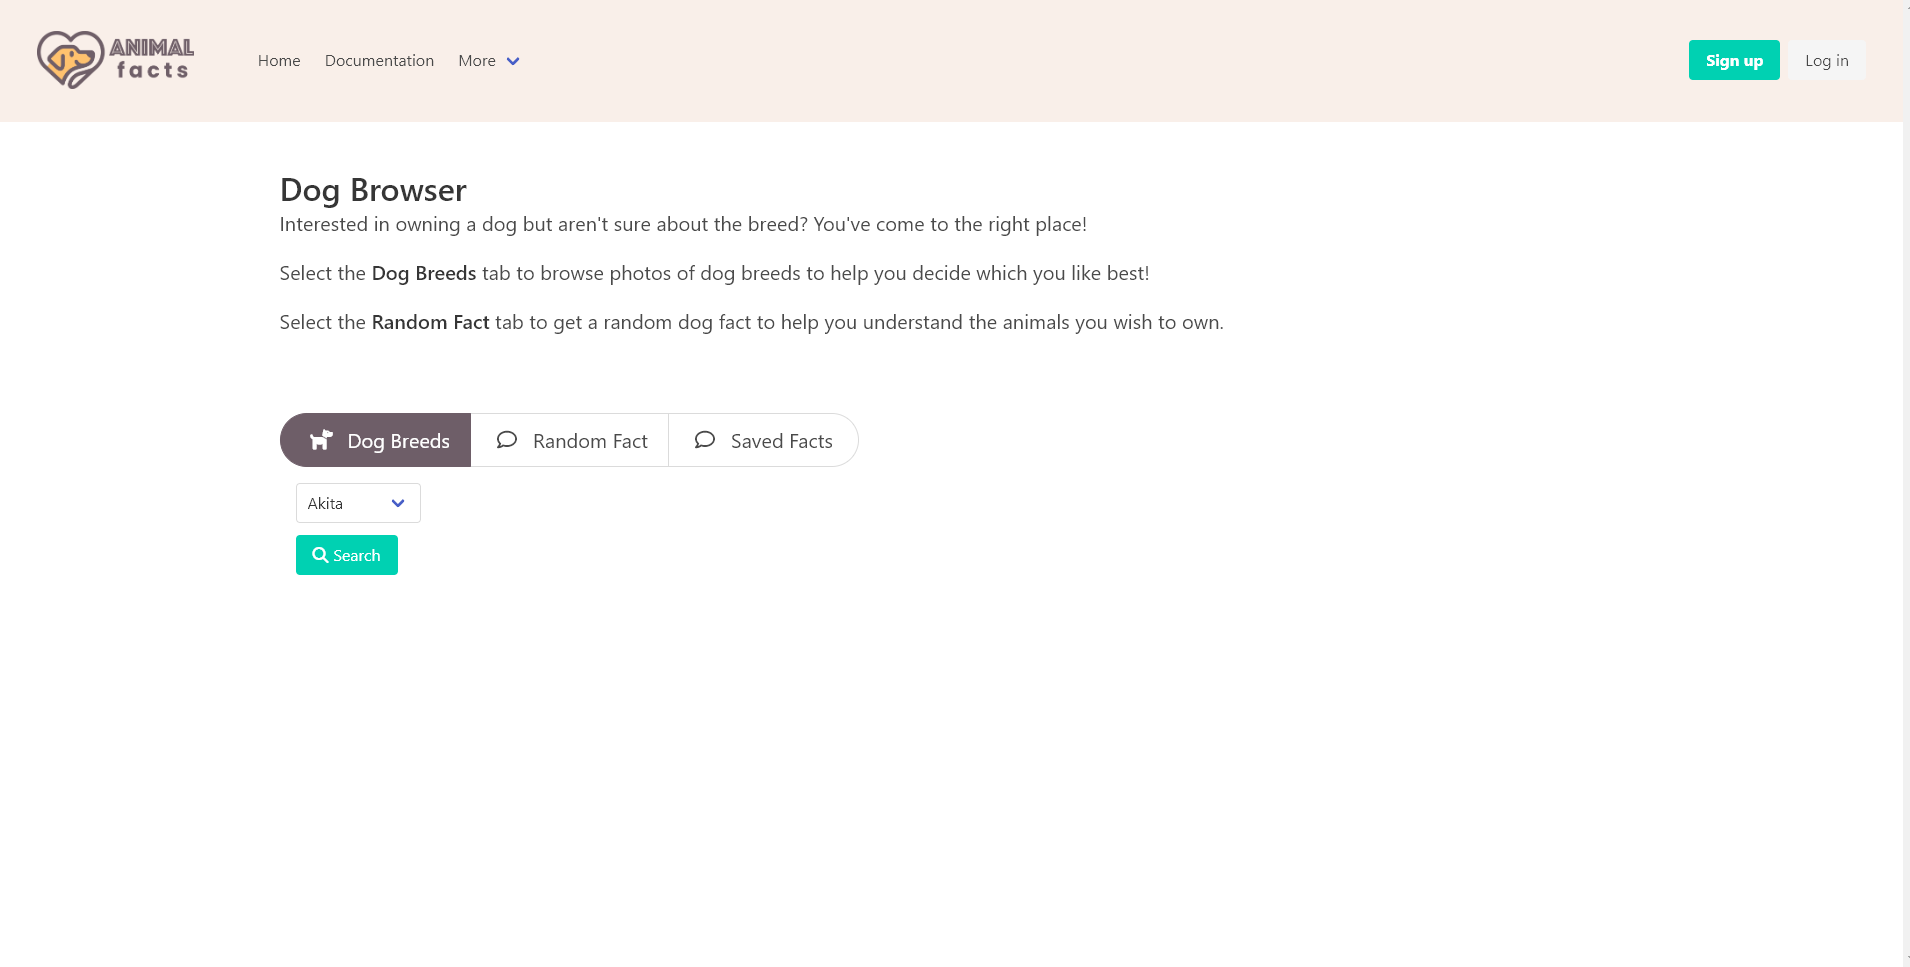 ANIMAL
facts
Home Documentation More
Sign up Log in
Dog Browser
Interested in owning a dog but aren't sure about the breed? You've come to the right place!
Select the Dog Breeds tab to browse photos of dog breeds to help you decide which you like best!
Select the Random Fact tab to get a random dog fact to help you understand the animals you wish to own.
Dog Breeds Random Fact Saved Facts
Akita
Search